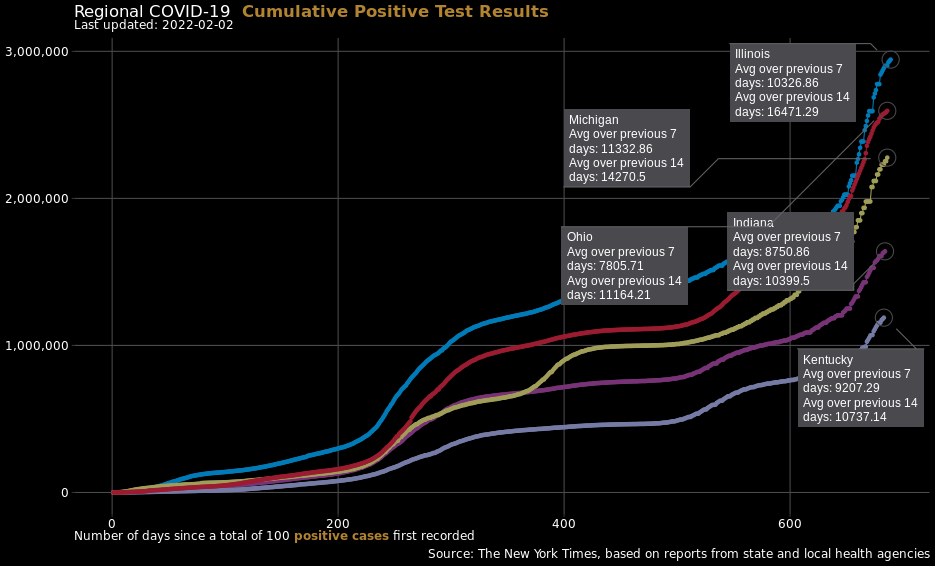 Regional COVID-19 Cumulative Positive Test Results
Last updated: 2022-02-02
3,000,000
2,000,000
1,000,000
0
Illinois
Avg over previous 7
days: 10326.86
Avg over previous 14
days: 16471.29
Michigan
Avg over previous 7
days: 11332.86
Avg over previous 14
days: 14270.5
Indiana
Avg over previous 7
days: 8750.86
Avg over previous 14
days: 10399.5
Ohio
Avg over previous 7
days: 7805.71
Avg over previous 14
days: 11164.21
Kentucky
Avg over previous 7
days: 9207.29
Avg over previous 14
days: 10737.14
0 200 400 600
Number of days since a total of 100 positive cases first recorded
Source: The New York Times, based on reports from state and local health agencies